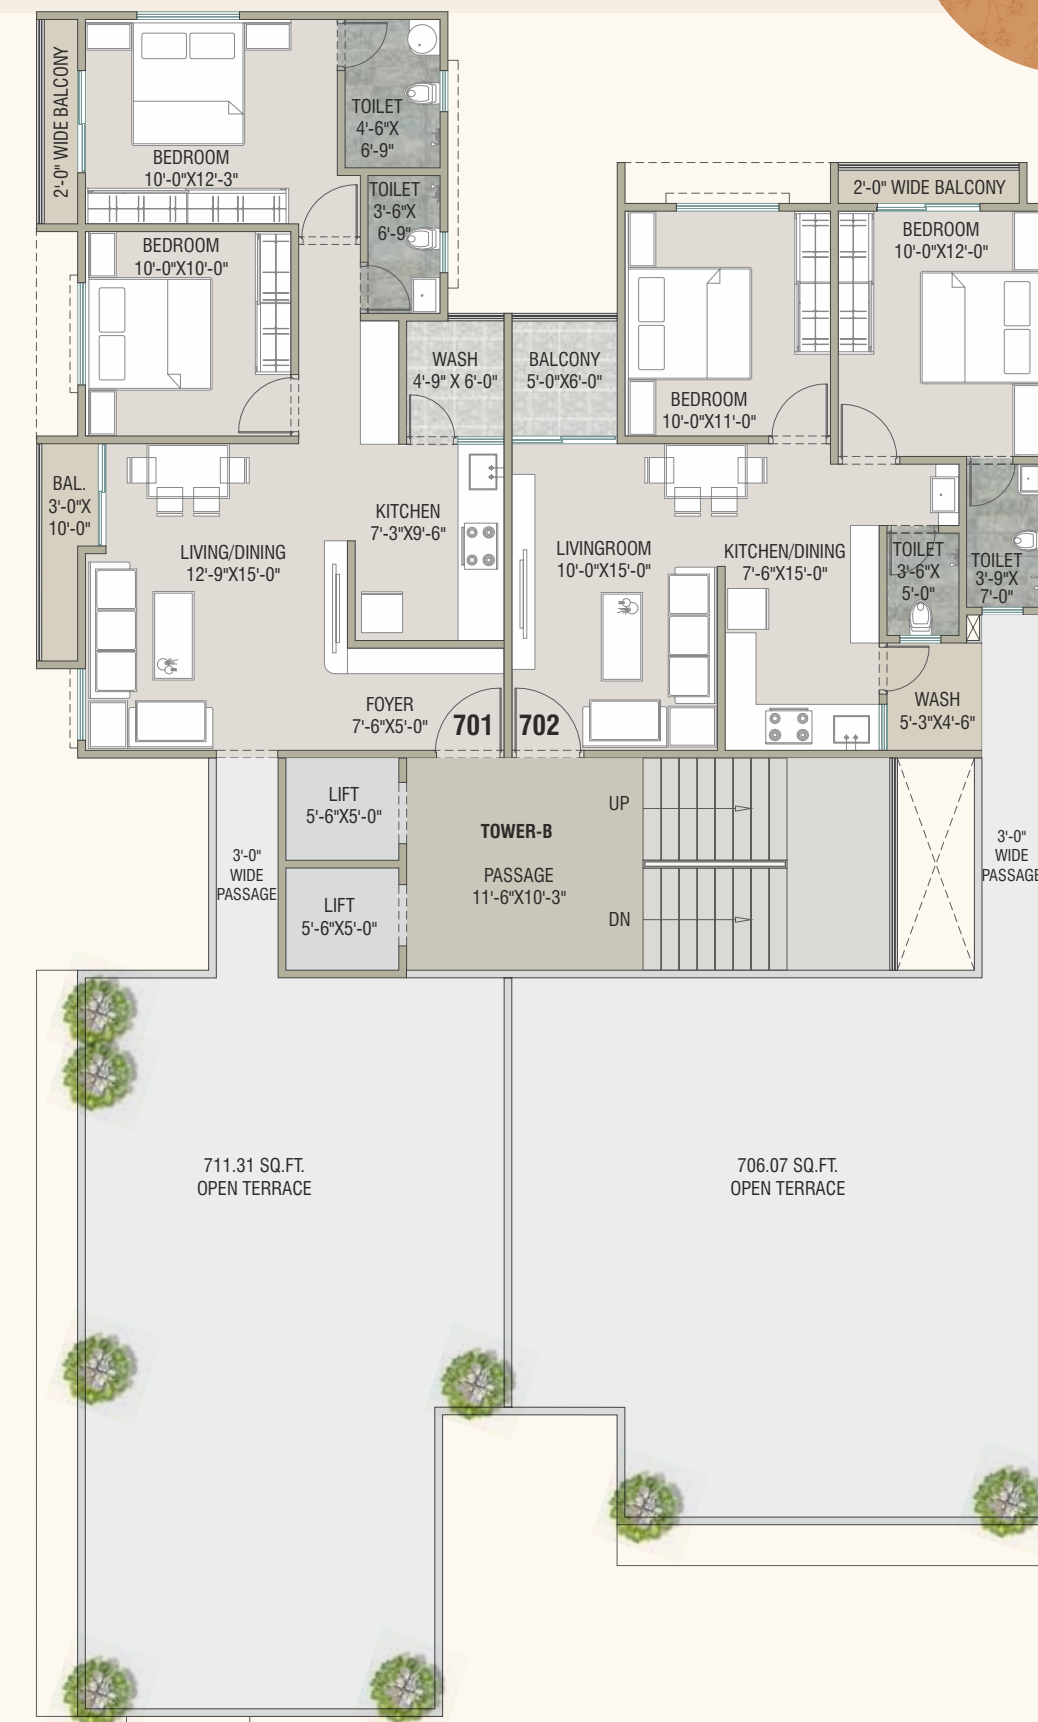 2'-0" WIDE BALCONY
BEDROOM
10'-0"X12'-3"
TOILET
4'-6"X
6'-9"
TOILET
3'-6"X
6'-9"
BEDROOM
10'-0"X10'-0"
WASH
4'-9" X 6'-0"
BALCONY
5'-0"X6'-0"
BEDROOM
10'-0"X11'-0"
2'-0" WIDE BALCONY
BEDROOM
10'-0"X12'-0"
BAL.
3'-0"X
10'-0"
LIVING/DINING
12'-9"X15'-0"
KITCHEN
7'-3"X9'-6"
LIVINGROOM
10'-0"X15'-0"
KITCHEN/DINING
7'-6"X15'-0"
TOILET
3'-6"X
5'-0"
TOILET
3'-9"X
7'-0"
FOYER
7'-6"X5'-0"
701
702
WASH
5'-3"X4'-6"
LIFT
5'-6"X5'-0"
LIFT
5'-6"X5'-0"
3'-0"
WIDE
PASSAGE
TOWER-B
PASSAGE
11'-6"X10'-3"
UP
DN
3'-0"
WIDE
PASSAGE
711.31 SQ.FT.
OPEN TERRACE
706.07 SQ.FT.
OPEN TERRACE